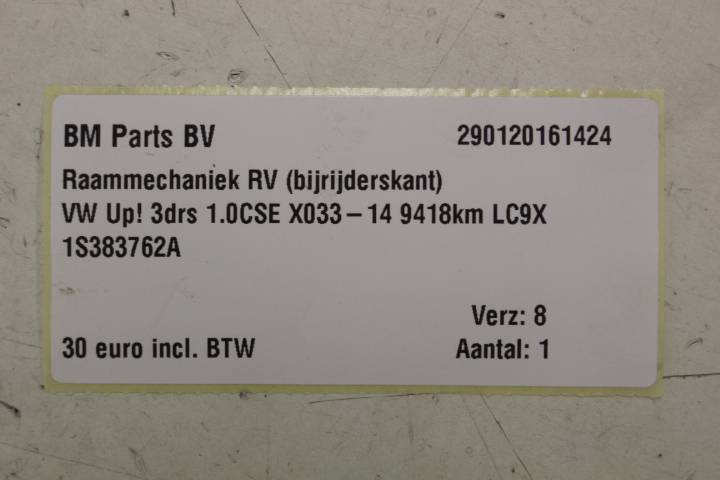 BM Parts BV 290120161424
Raammechaniek RV (bijrijderskant)
VW Up! 3drs 1.0CSE X033-14 9418km LC9X
1S383762A
Verz: 8
30 euro incl. BTW Aantal: 1